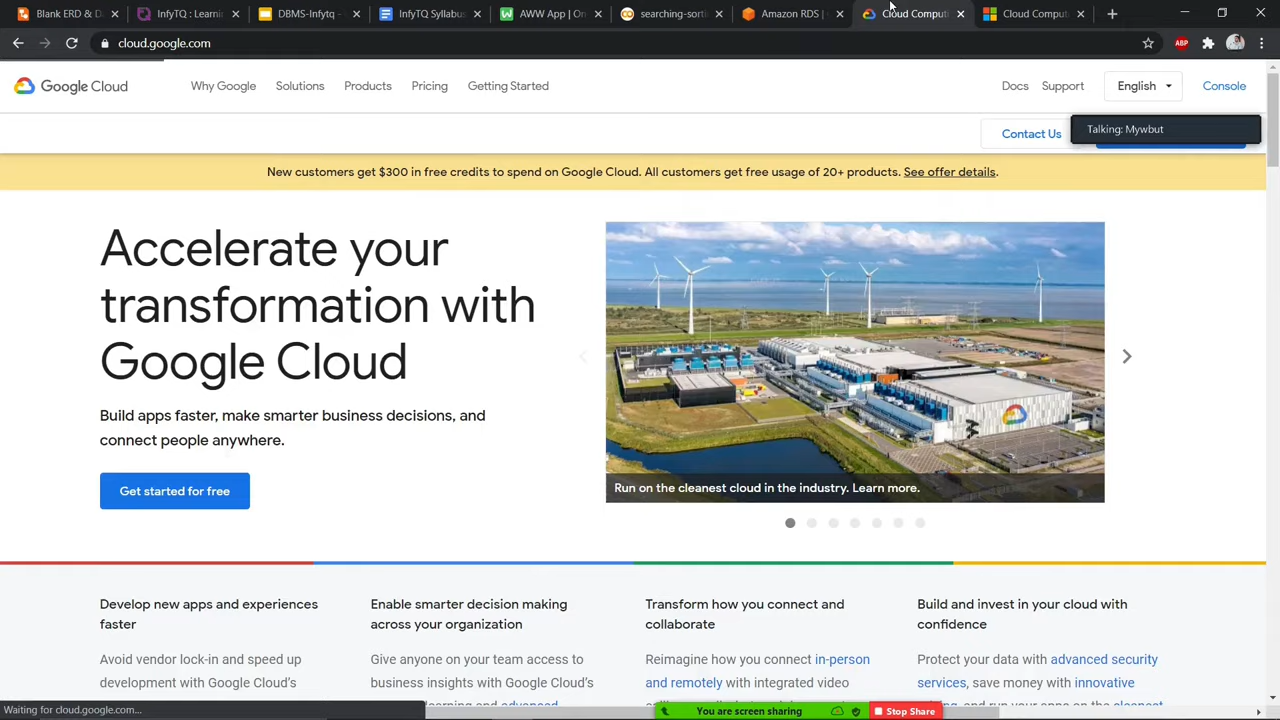 Blank ERD & D
InfyTQ : Learni
DBMS-Infytq
InfyTQ Syllabus
AWW App | On
searching-sort
Amazon RDS |
Cloud Computi
Cloud Compute
cloud.google.com
ABP
Google Cloud
Why Google
Solutions
Products
Pricing
Getting Started
Docs
Support
English
Console
Contact Us
Talking: Mywbut
New customers get $300 in free credits to spend on Google Cloud. All customers get free usage of 20+ products. See offer details.
Accelerate your
transformation with
Google Cloud
Build apps faster, make smarter business decisions, and
connect people anywhere.
Get started for free
Run on the cleanest cloud in the industry. Learn more.
Develop new apps and experiences
faster
Avoid vendor lock-in and speed up
development with Google Cloud's
Enable smarter decision making
across your organization
Give anyone on your team access to
business insights with Google Cloud's
Transform how you connect and
collaborate
Reimagine how you connect in-person
and remotely with integrated video
Build and invest in your cloud with
confidence
Protect your data with advanced security
services, save money with innovative
Waiting for cloud.google.com...
You are screen sharing
Stop Share